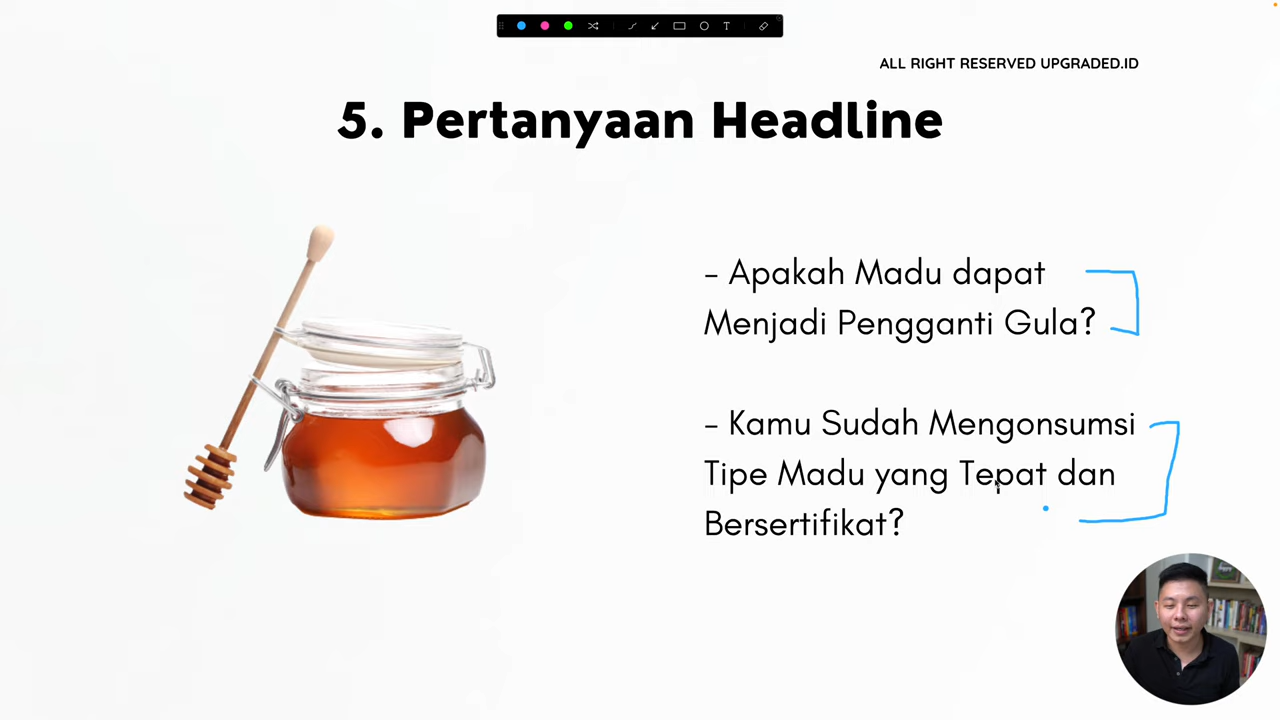 ALL RIGHT RESERVED UPGRADED.ID
5. Pertanyaan Headline
- Apakah Madu dapat
Menjadi Pengganti Gula?
- Kamu Sudah Mengonsumsi
Tipe Madu yang Tepat dan
Bersertifikat?